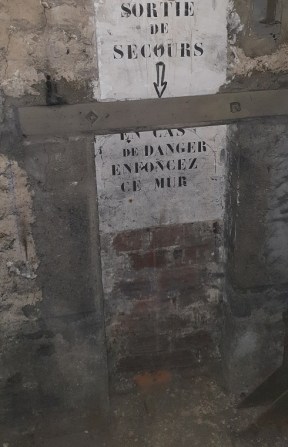 SORTIE
DE
SECOURS
EN CAS
DE DANGER
ENFONCEZ
CE MUR